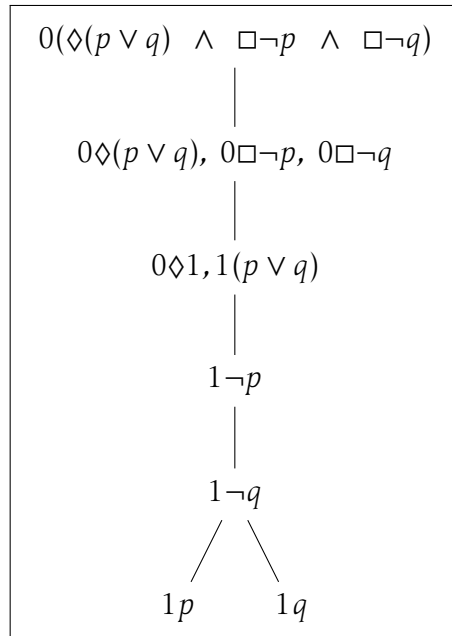 0(◊(p ∨ q) ∧ □¬p ∧ □¬q)
0◊(p ∨ q), 0□¬p, 0□¬q
0◊1, 1(p ∨ q)
1¬p
1¬q
1p 1q